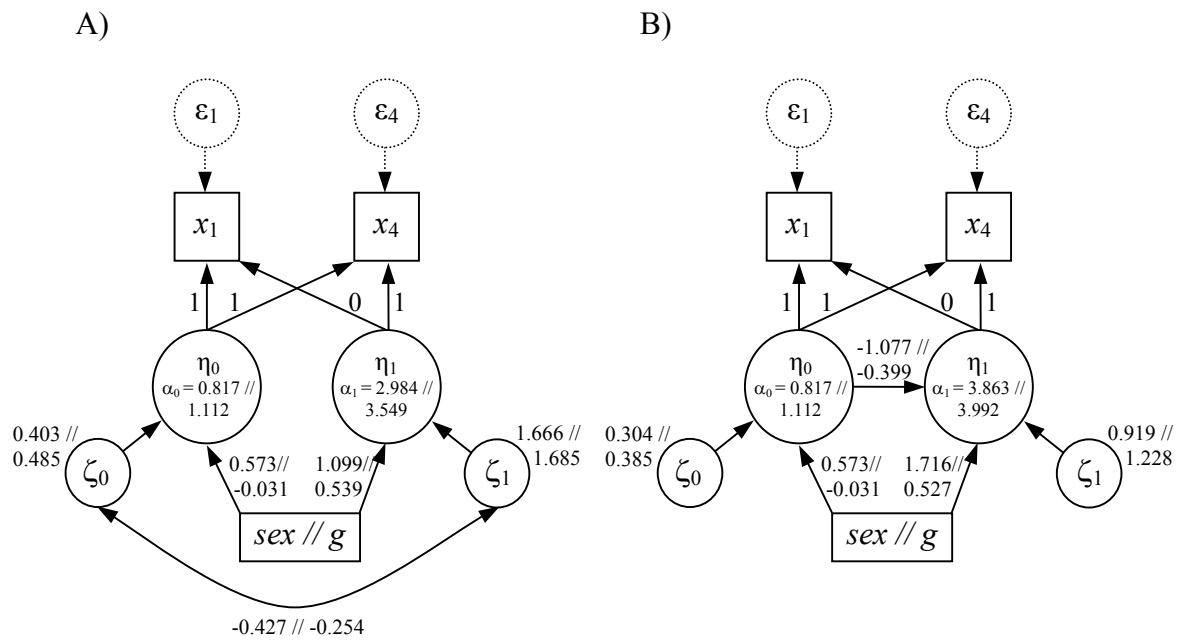 A)
B)
ε1
ε4
ε1
ε4
x1
x4
x1
x4
1
1
0
1
1
1
0
1
η0
α0 = 0.817 //
1.112
η1
α1 = 2.984 //
3.549
η0
α0 = 0.817 //
1.112
-1.077 //
-0.399
η1
α1 = 3.863 //
3.992
0.403 //
0.485
ζ0
0.573//
-0.031
1.099//
0.539
ζ1
1.666 //
1.685
0.304 //
0.385
ζ0
0.573//
-0.031
1.716//
0.527
ζ1
0.919 //
1.228
sex // g
sex // g
-0.427 // -0.254